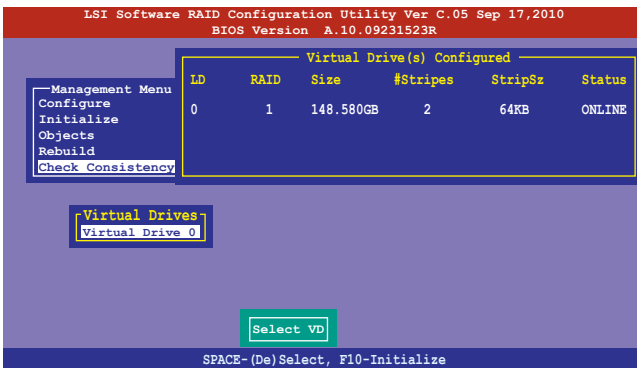 LSI Software RAID Configuration Utility Ver C.05 Sep 17,2010
BIOS Version A.10.09231523R
Virtual Drive(s) Configured
LD RAID Size #Stripes StripSz Status
0 1 148.580GB 2 64KB ONLINE
Management Menu
Configure
Initialize
Objects
Rebuild
Check Consistency
Virtual Drives
Virtual Drive 0
Select VD
SPACE-(De)Select, F10-Initialize